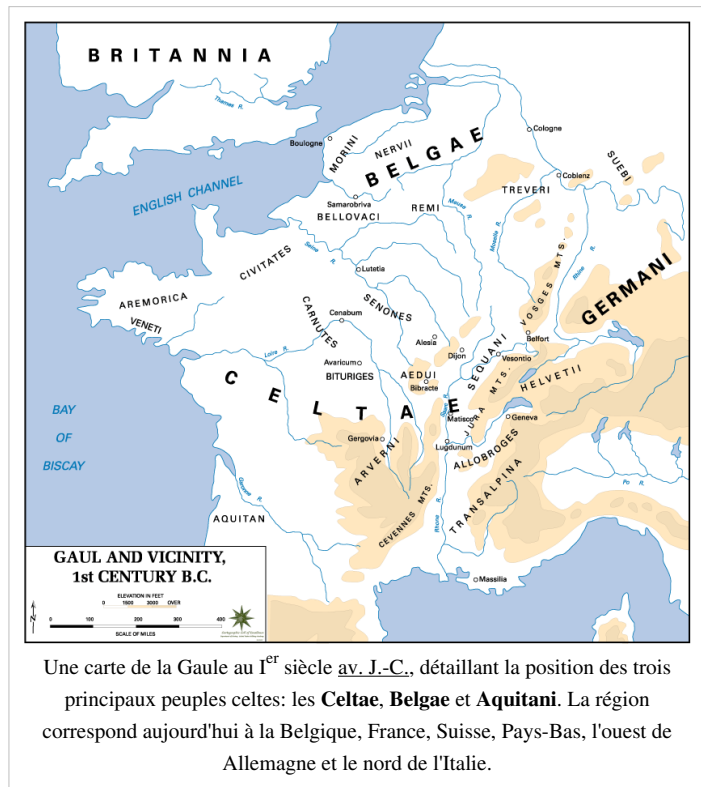 BRITANNIA
Thames R.
Boulogne
MORINI
NERVII
BELGAE
Cologne
SUEBI
Coblenz
TREVERI
ENGLISH CHANNEL
Samarobriva
BELLOVACI
REMI
Meuse R.
Moselle R.
Rhine R.
VOSGES MTS.
GERMANI
CIVITATES
Seine R.
Lutetia
AREMORICA
VENETI
CARNUTES
Cenabum
SENONES
Alesia
Dijon
SEQUANI
Belfort
Vesontio
Loire R.
Avaricum
BITURIGES
AEDUI
Bibracte
HELVETII
JURA MTS.
CELTAE
Matisco
Geneva
BAY
OF
BISCAY
Gergovia
ARVERNI
Lugdunum
ALLOBROGES
TRANSALPINA
Po R.
Garonne R.
CEVENNES MTS.
Rhone R.
AQUITAN
Massilia
GAUL AND VICINITY,
1st CENTURY B.C.
ELEVATION IN FEET
0 1500 3000 OVER
N
0 100 200 300 400
SCALE OF MILES
Une carte de la Gaule au Ier siècle av. J.-C., détaillant la position des trois
principaux peuples celtes: les Celtae, Belgae et Aquitani. La région
correspond aujourd'hui à la Belgique, France, Suisse, Pays-Bas, l'ouest de
Allemagne et le nord de l'Italie.